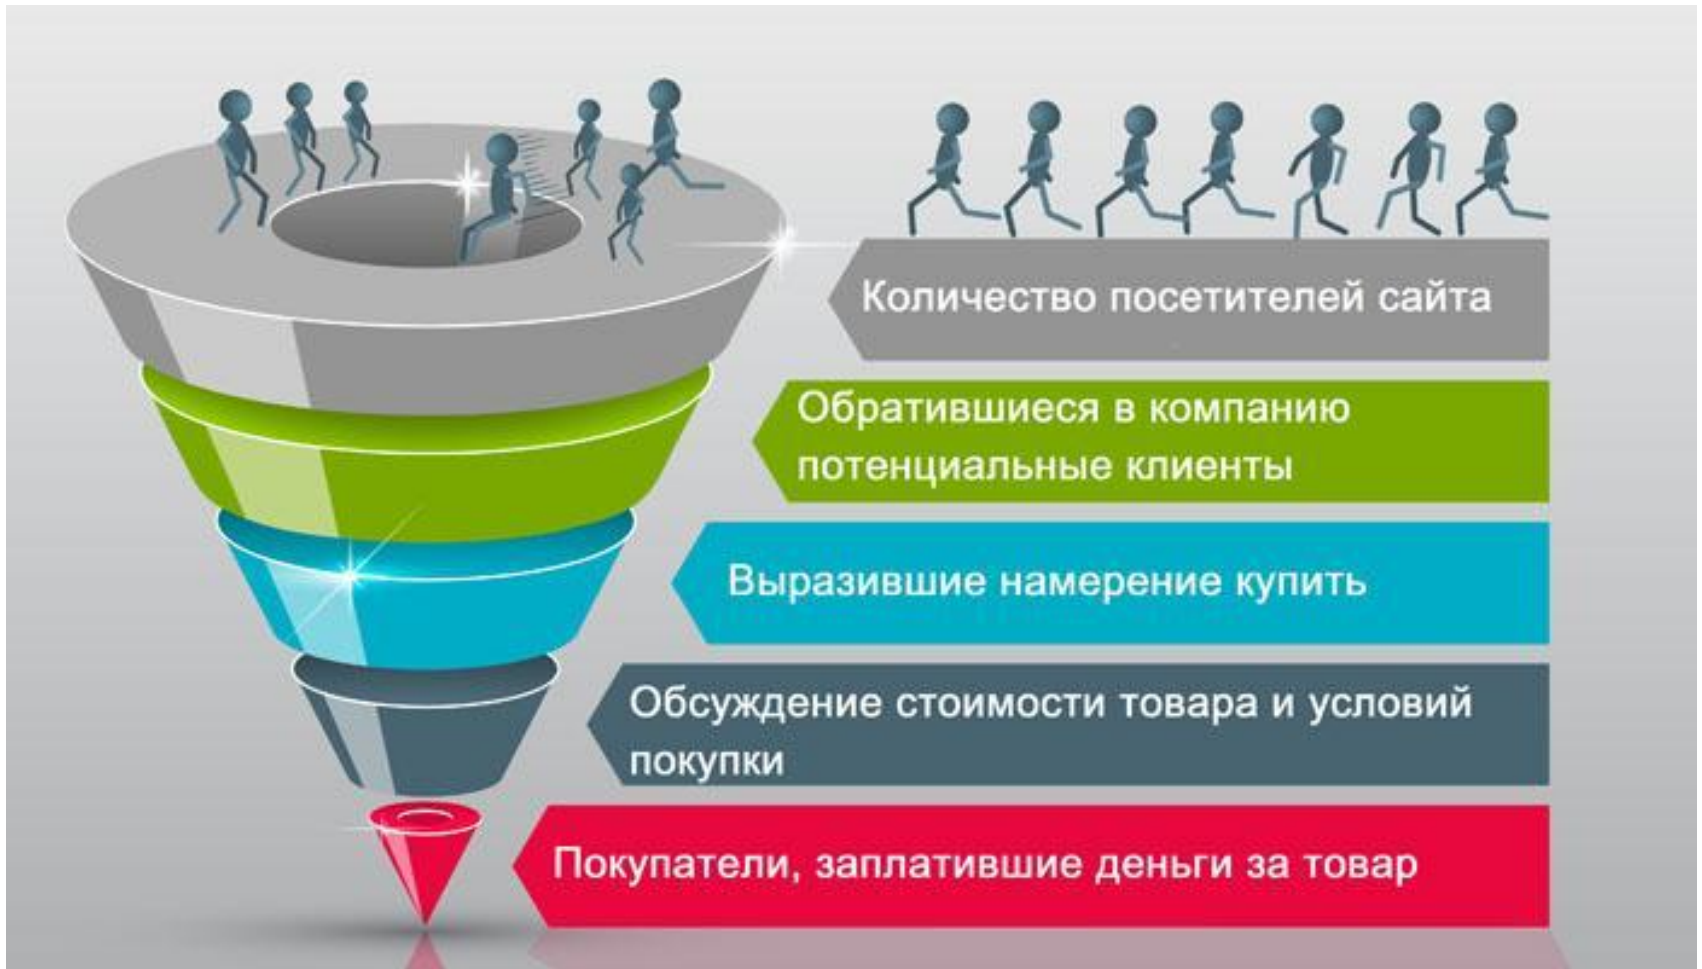 Количество посетителей сайта
Обратившиеся в компанию
потенциальные клиенты
Выразившие намерение купить
Обсуждение стоимости товара и условий
покупки
Покупатели, заплатившие деньги за товар